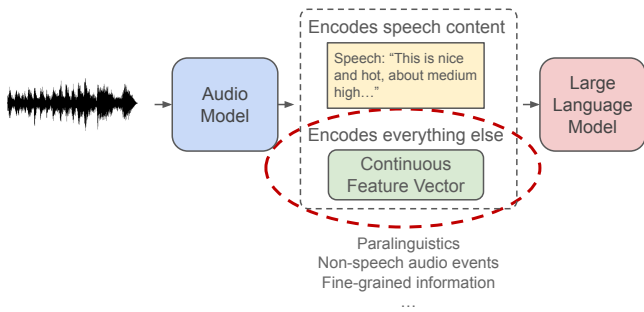 Encodes speech content
Speech: “This is nice
and hot, about medium
high…”
Audio
Model
Large
Language
Model
Encodes everything else
Continuous
Feature Vector
Paralinguistics
Non-speech audio events
Fine-grained information
…